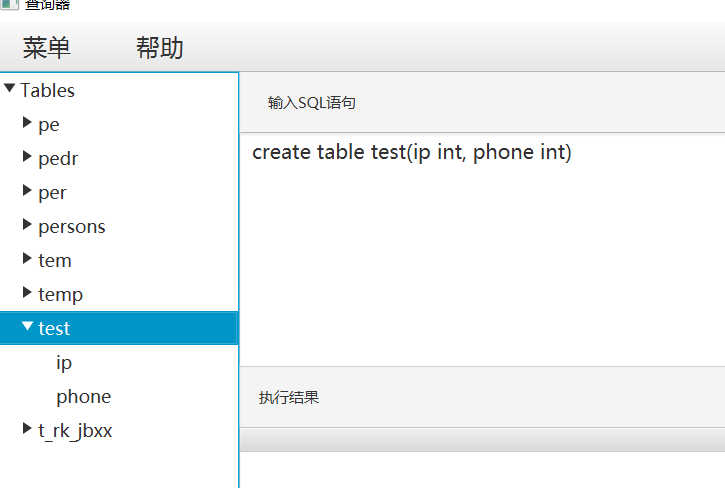 查询器
菜单 帮助
Tables
pe
pedr
per
persons
tem
temp
test
ip
phone
t_rk_jbxx
输入SQL语句
create table test(ip int, phone int)
执行结果